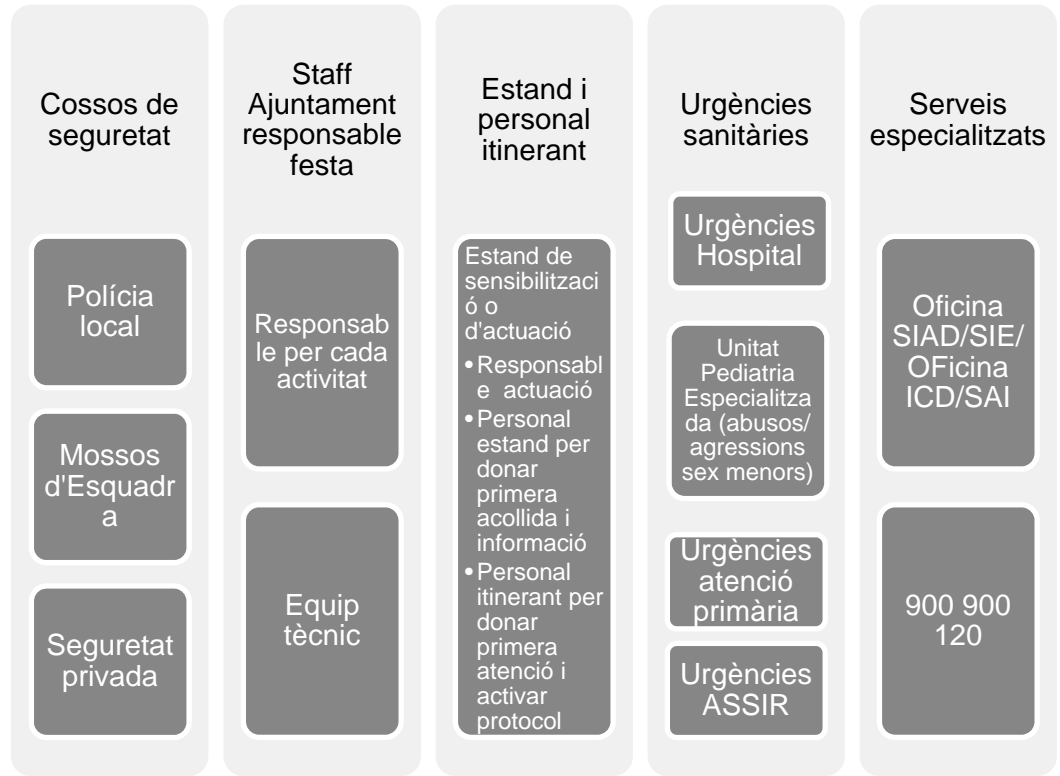 Cossos de
seguretat
Polícia
local
Mossos
d'Esquadr
a
Seguretat
privada
Staff
Ajuntament
responsable
festa
Responsab
le per cada
activitat
Equip
tècnic
Estand i
personal
itinerant
Estand de
sensibilitzaci
ó o
d'actuació
•Responsabl
e actuació
•Personal
estand per
donar
primera
acollida i
informació
•Personal
itinerant per
donar
primera
atenció i
activar
protocol
Urgències
sanitàries
Urgències
Hospital
Unitat
Pediatria
Especialitza
da (abusos/
agressions
sex menors)
Urgències
atenció
primària
Urgències
ASSIR
Serveis
especialitzats
Oficina
SIAD/SIE/
OFicina
ICD/SAI
900 900
120